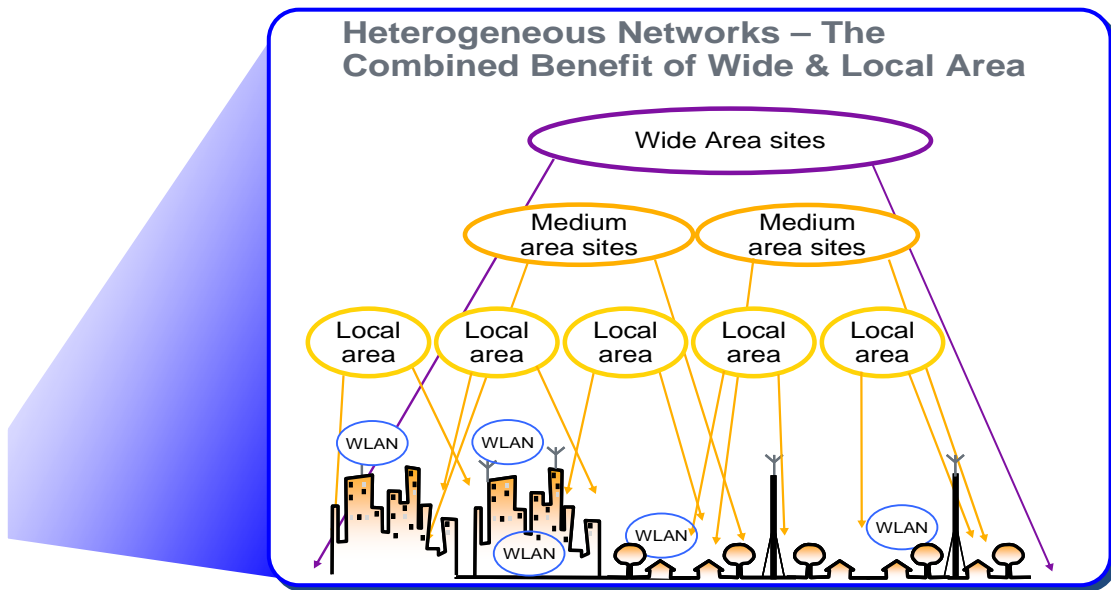 Heterogeneous Networks – The
Combined Benefit of Wide & Local Area
Wide Area sites
Medium
area sites
Medium
area sites
Local
area
Local
area
Local
area
Local
area
Local
area
WLAN
WLAN
WLAN
WLAN
WLAN